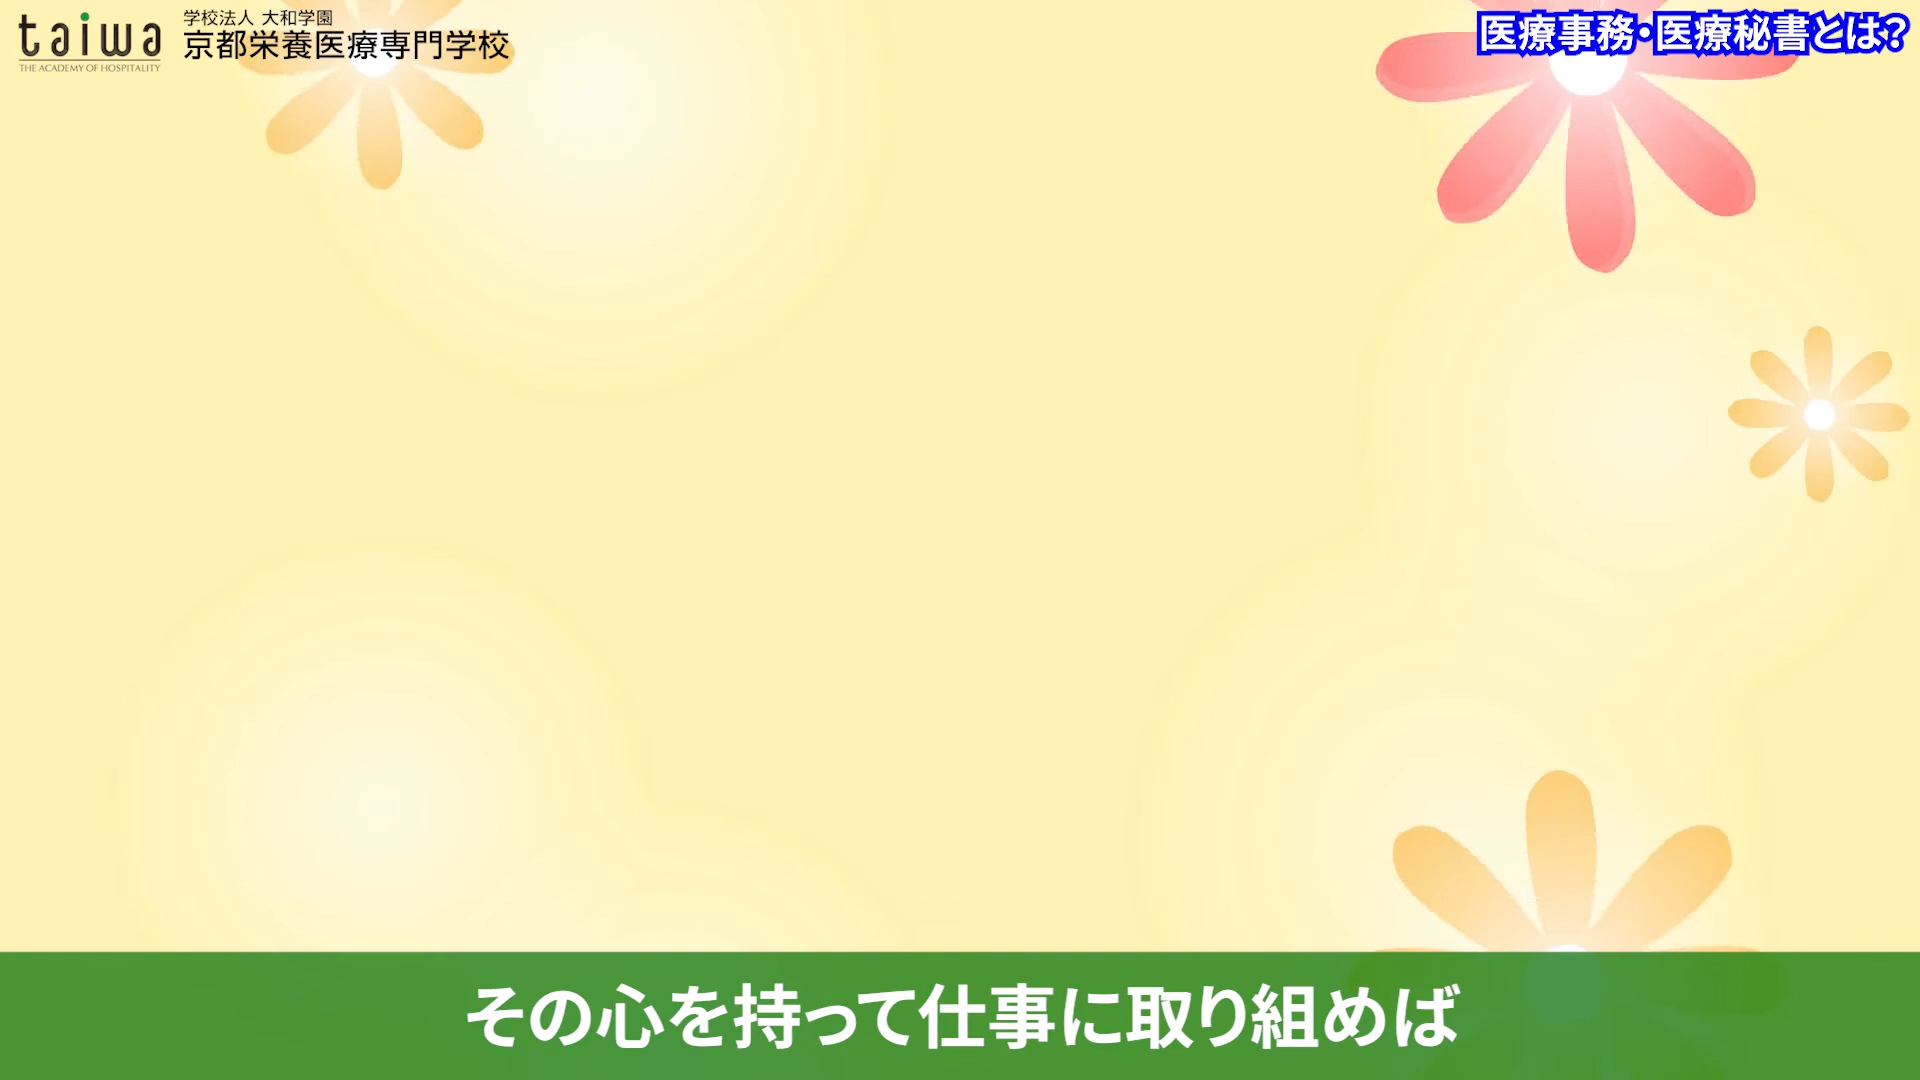 taiwa
THE ACADEMY OF HOSPITALITY
学校法人 大和学園
京都栄養医療専門学校
医療事務・医療秘書とは?
その心を持って仕事に取り組めば